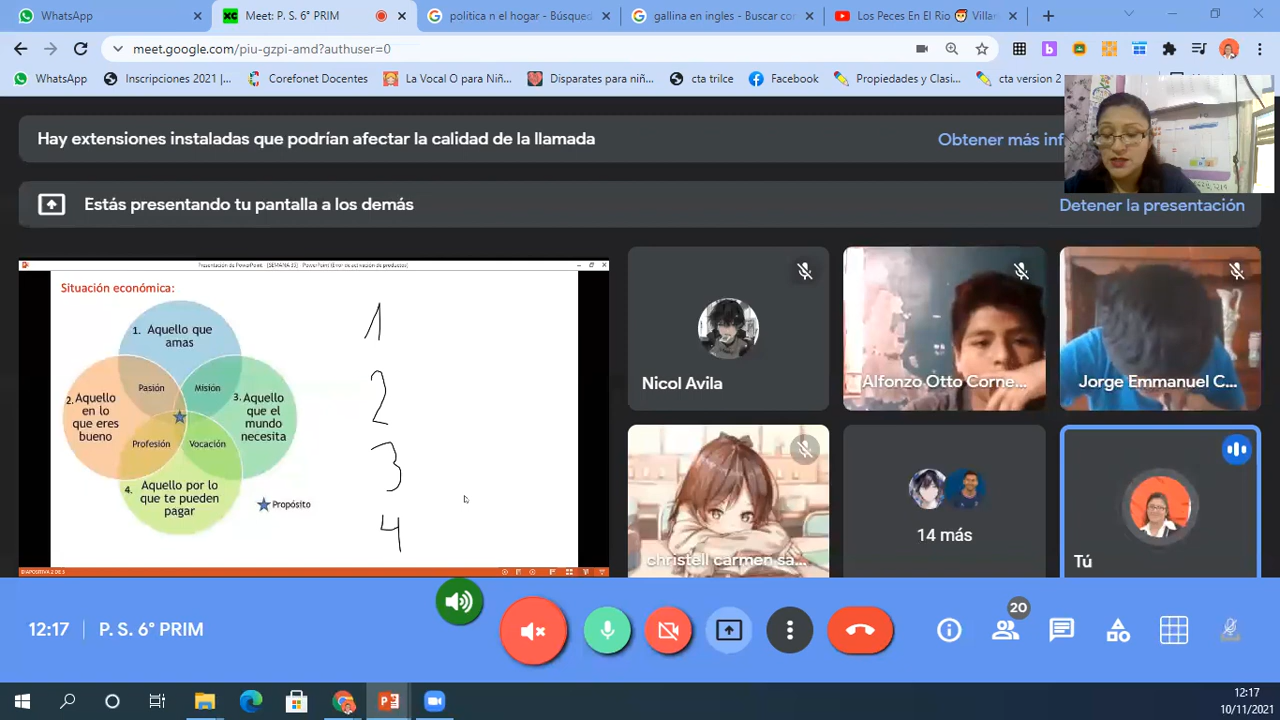 WhatsApp
Meet: P. S. 6° PRIM
politica n el hogar - Búsqued
gallina en ingles - Buscar con
Los Peces En El Rio Villan
meet.google.com/piu-gzpi-amd?authuser=0
WhatsApp
Inscripciones 2021 |...
Corefonet Docentes
La Vocal O para Niñ...
Disparates para niñ...
cta trilce
Facebook
Propiedades y Clasi...
cta version 2
Hay extensiones instaladas que podrían afectar la calidad de la llamada
Obtener más inf
Estás presentando tu pantalla a los demás
Detener la presentación
Situación económica:
1. Aquello que
amas
Pasión
Misión
2. Aquello
en lo
que eres
bueno
3. Aquello
que el
mundo
necesita
Profesión
Vocación
4. Aquello por lo
que te pueden
pagar
Propósito
1
2
3
4
Nicol Avila
Alfonzo Otto Corne...
Jorge Emmanuel C...
christell carmen sa...
14 más
Tú
12:17 | P. S. 6° PRIM
20
12:17
10/11/2021